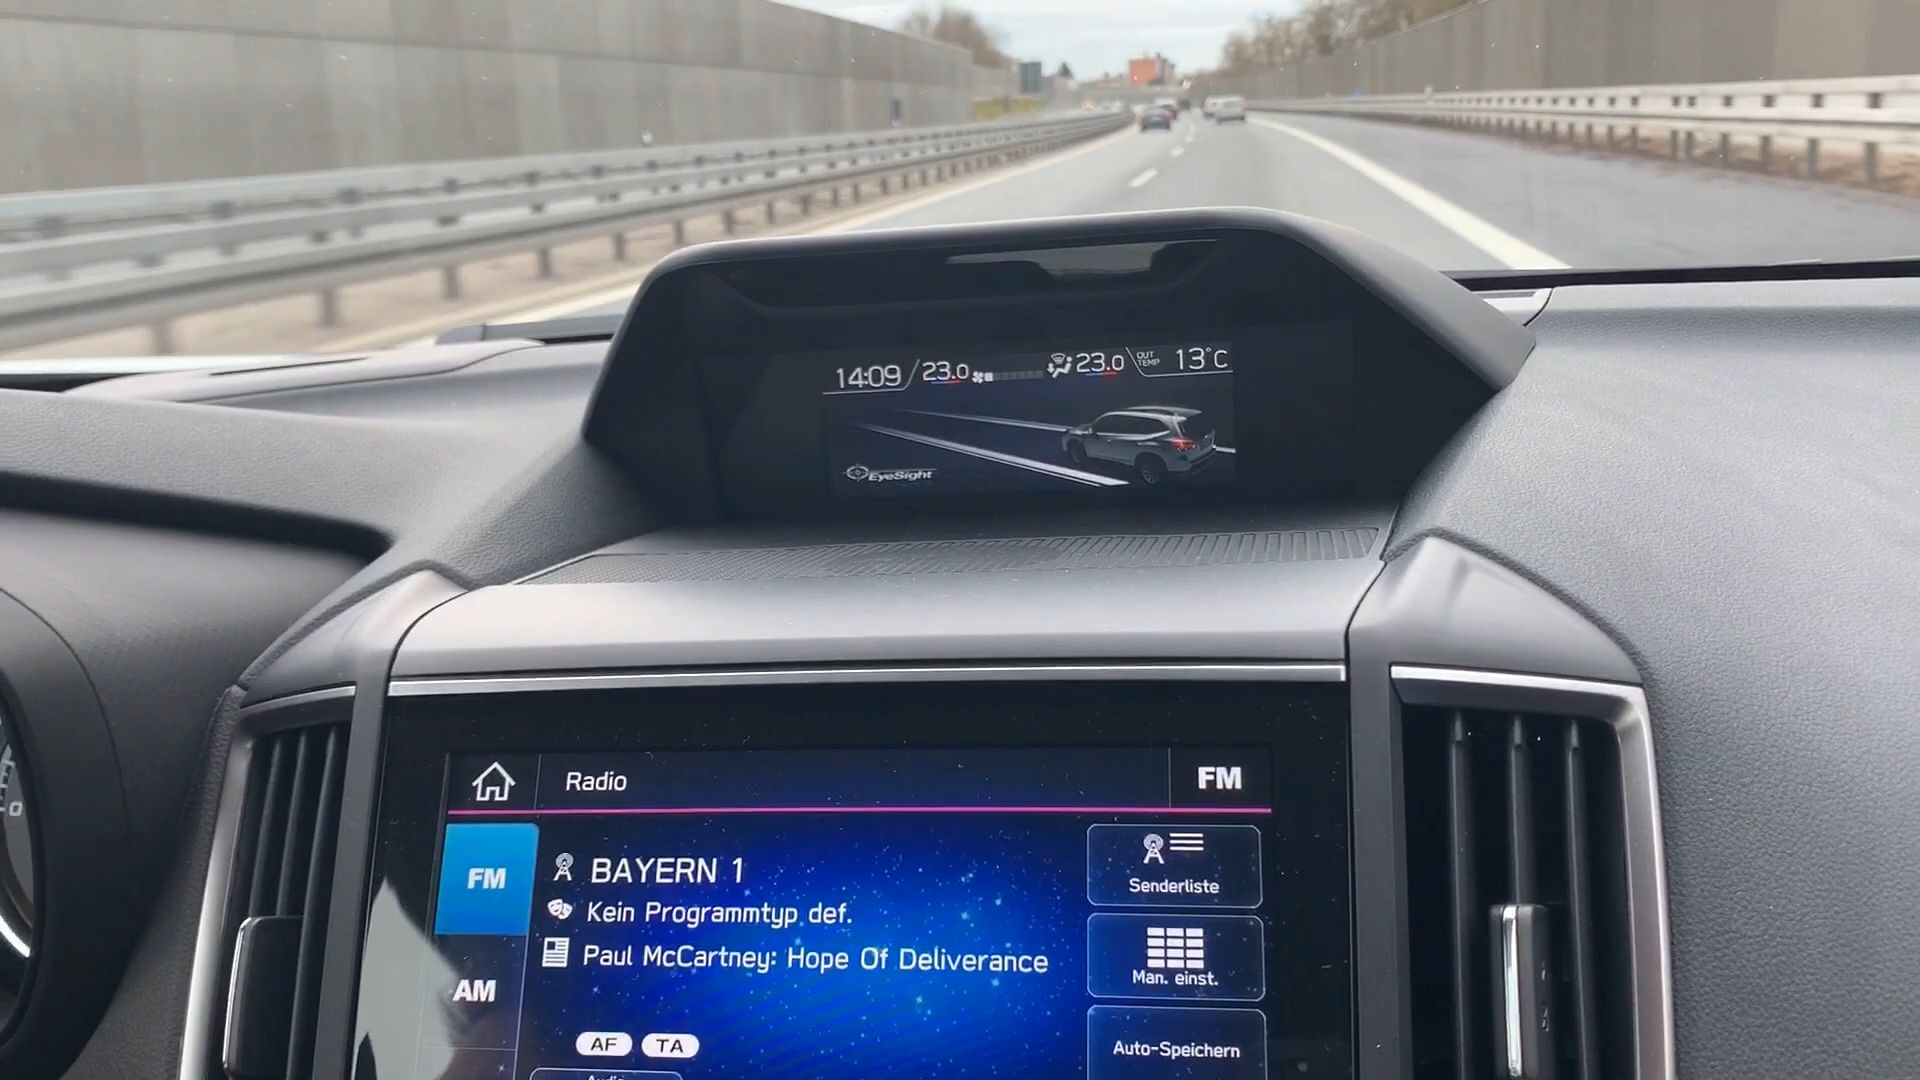 14:09 23.0 23.0 OUT TEMP 13°C
EyeSight
Radio FM
FM
BAYERN 1
Kein Programmtyp def.
Paul McCartney: Hope Of Deliverance
AM
AF TA
Senderliste
Man. einst.
Auto-Speichern